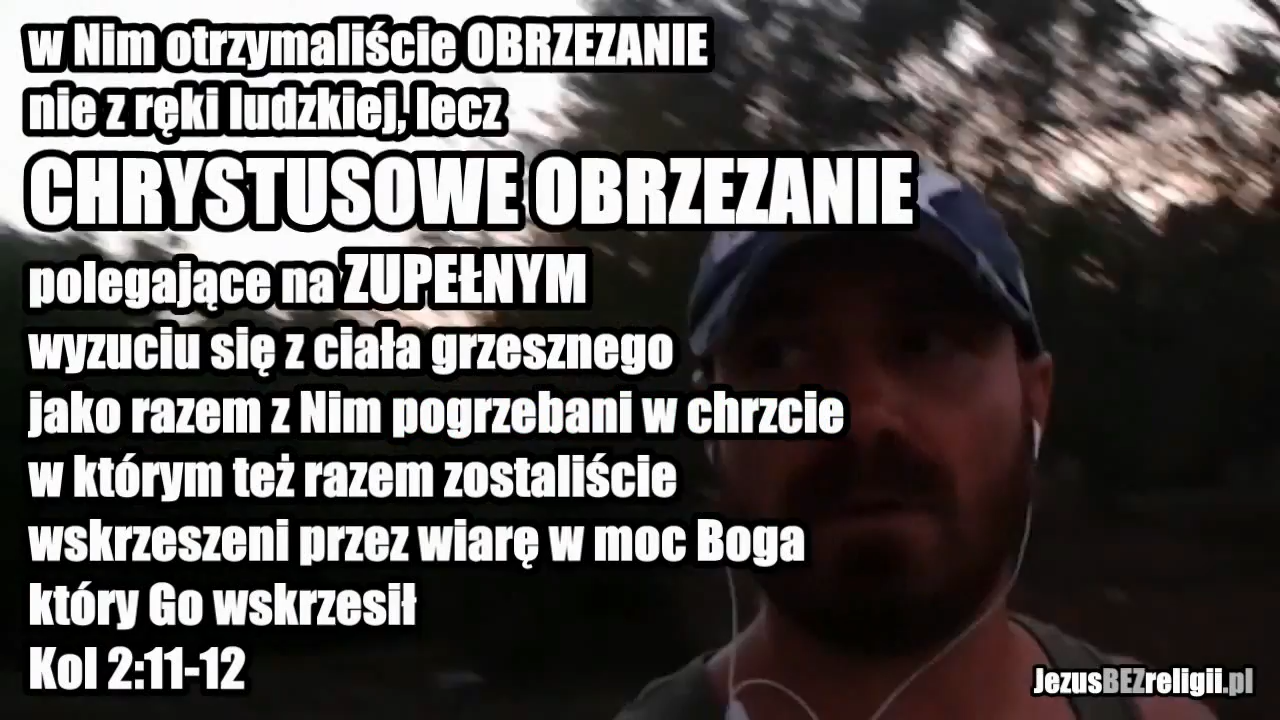 w Nim otrzymaliście OBRZEZANIE
nie z ręki ludzkiej, lecz
CHRYSTUSOWE OBRZEZANIE
polegające na ZUPEŁNYM
wyzuciu się z ciała grzesznego
jako razem z Nim pogrzebani w chrzcie
w którym też razem zostaliście
wskrzeszeni przez wiarę w moc Boga
który Go wskrzesił
Kol 2:11-12
JezusBEZreligii.pl